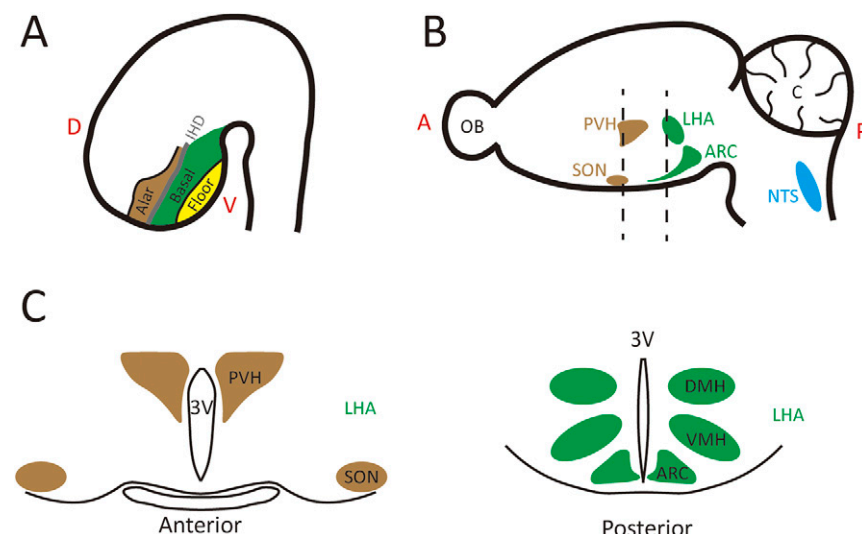 A
D
IHD
Alar
Basal
Floor
V
B
A
OB
PVH
SON
LHA
ARC
C
P
NTS
C
PVH
3V
LHA
SON
Anterior
3V
DMH
LHA
VMH
ARC
Posterior